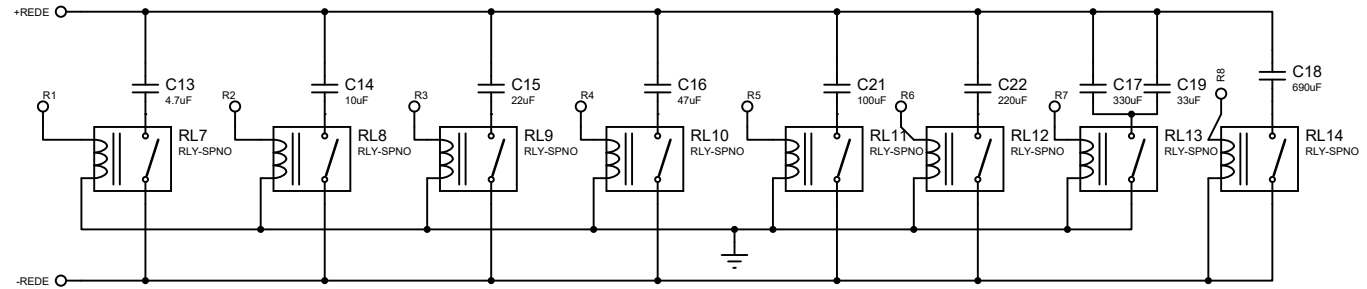 +REDE
R1
C13
4.7uF
RL7
RLY-SPNO
R2
C14
10uF
RL8
RLY-SPNO
R3
C15
22uF
RL9
RLY-SPNO
R4
C16
47uF
RL10
RLY-SPNO
R5
C21
100uF
RL11
RLY-SPNO
R6
C22
220uF
RL12
RLY-SPNO
R7
C17
330uF
C19
33uF
RL13
RLY-SPNO
R8
C18
690uF
RL14
RLY-SPNO
-REDE